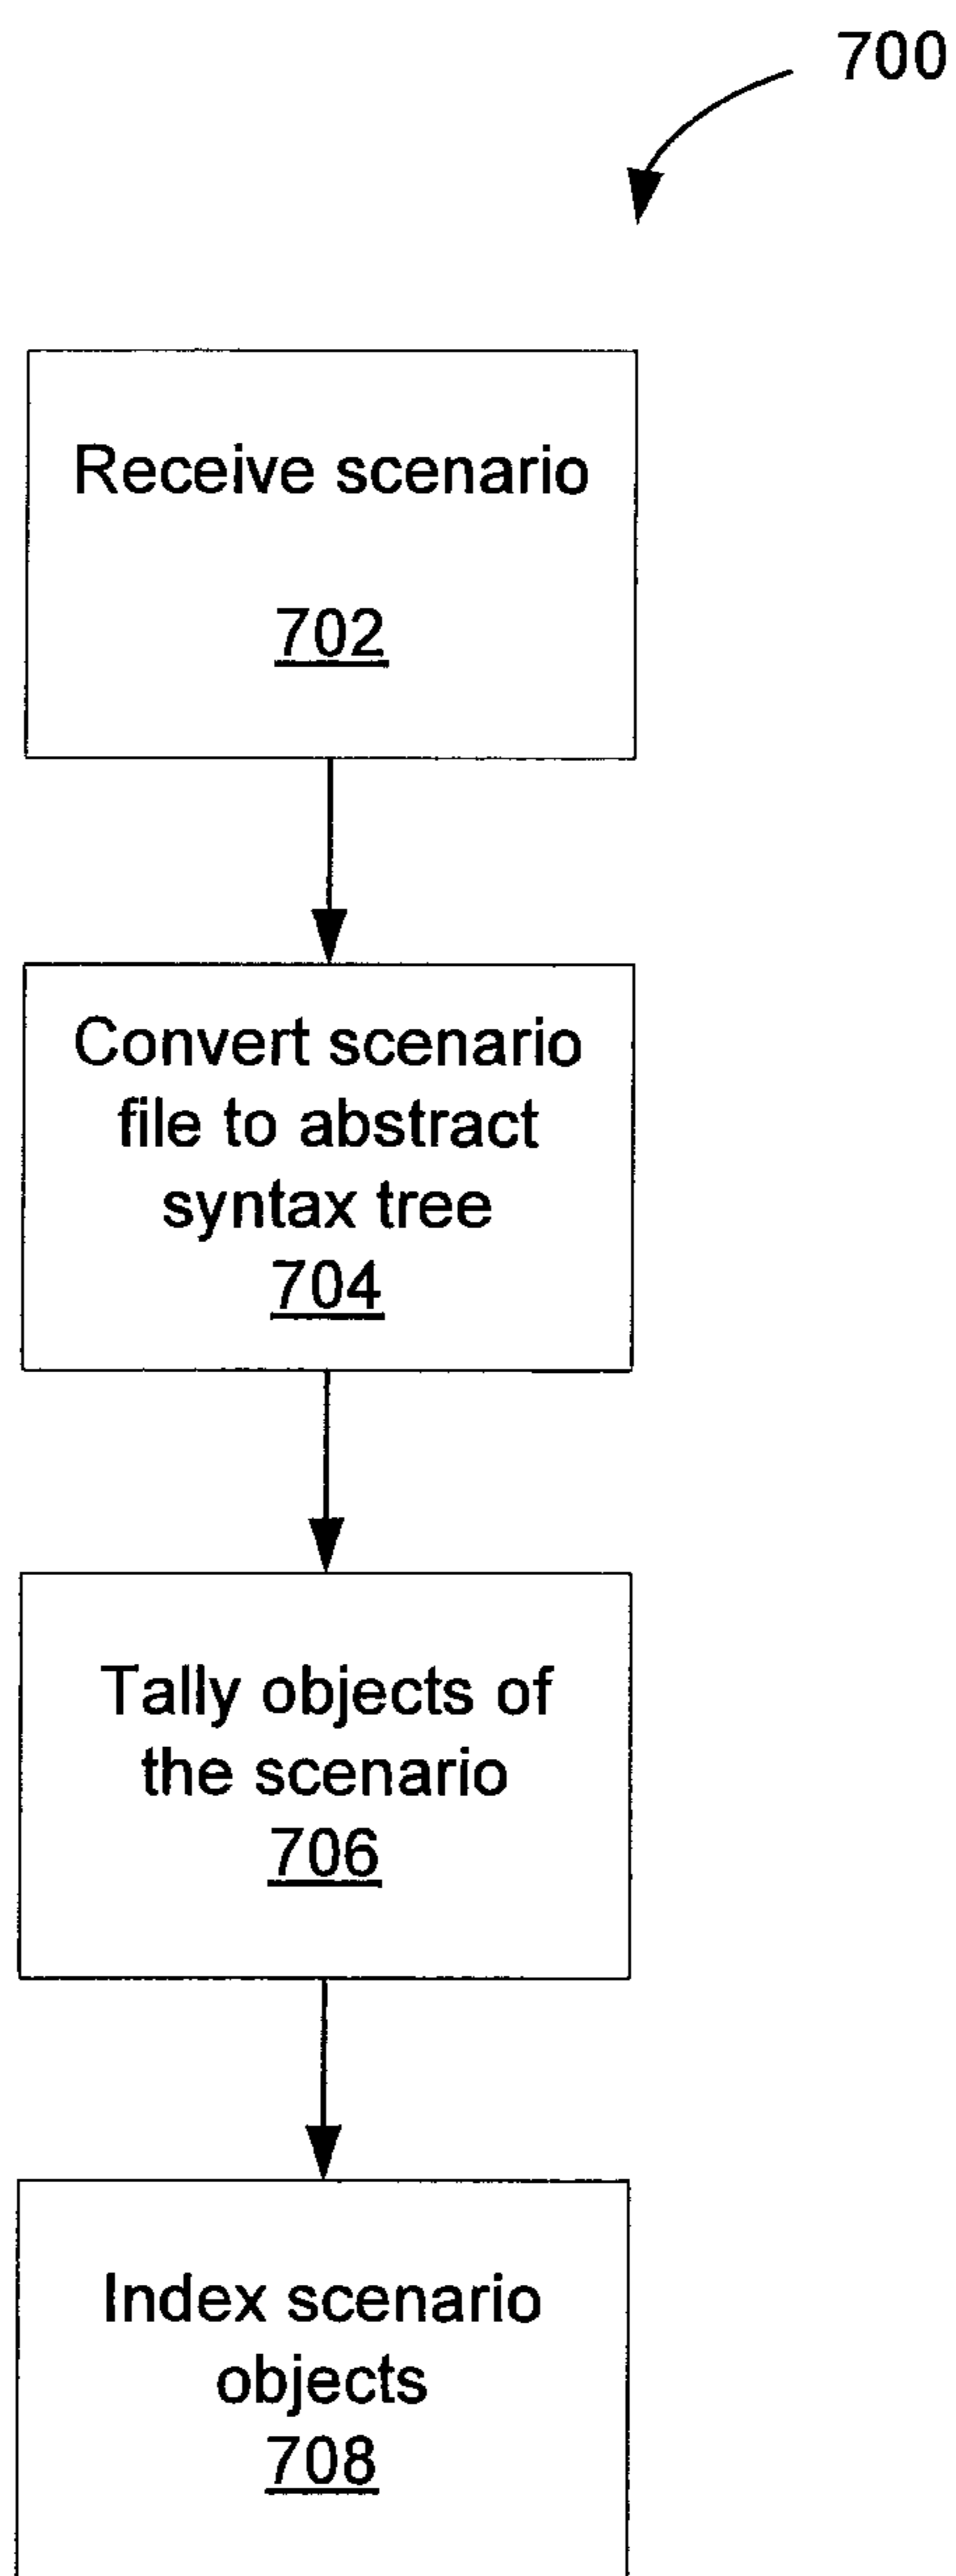 700
Receive scenario
702
Convert scenario
file to abstract
syntax tree
704
Tally objects of
the scenario
706
Index scenario
objects
708